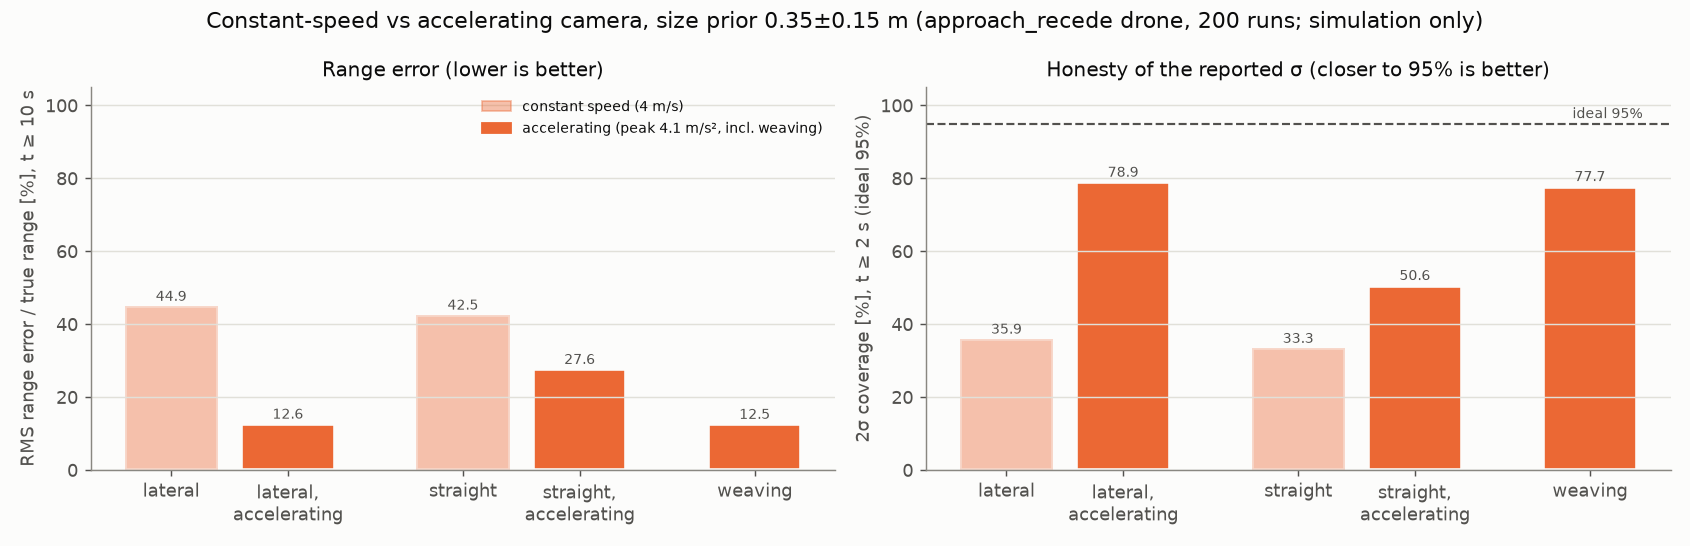 Constant-speed vs accelerating camera, size prior 0.35±0.15 m (approach_recede drone, 200 runs; simulation only)
Range error (lower is better)
RMS range error / true range [%], t ≥ 10 s
100
80
60
40
20
0
constant speed (4 m/s)
accelerating (peak 4.1 m/s², incl. weaving)
44.9
12.6
42.5
27.6
12.5
lateral
lateral,
accelerating
straight
straight,
accelerating
weaving
Honesty of the reported σ (closer to 95% is better)
2σ coverage [%], t ≥ 2 s (ideal 95%)
100
80
60
40
20
0
ideal 95%
35.9
78.9
33.3
50.6
77.7
lateral
lateral,
accelerating
straight
straight,
accelerating
weaving